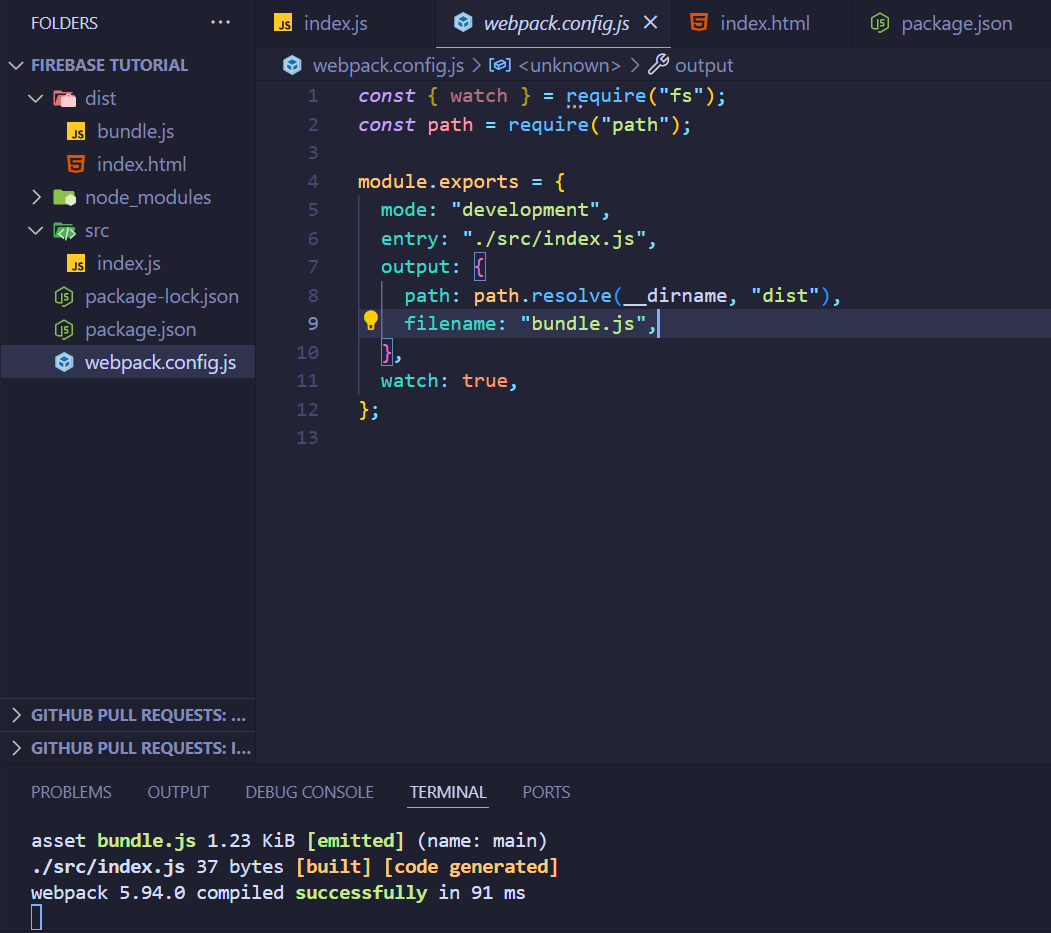 FOLDERS ···
FIREBASE TUTORIAL
dist
JS bundle.js
index.html
node_modules
src
JS index.js
package-lock.json
package.json
webpack.config.js
GITHUB PULL REQUESTS: ...
GITHUB PULL REQUESTS: I...
JS index.js webpack.config.js index.html package.json
webpack.config.js > <unknown> > output
1 const { watch } = require("fs");
2 const path = require("path");
3
4 module.exports = {
5 mode: "development",
6 entry: "./src/index.js",
7 output: {
8 path: path.resolve(__dirname, "dist"),
9 filename: "bundle.js",
10 },
11 watch: true,
12 };
13
PROBLEMS OUTPUT DEBUG CONSOLE TERMINAL PORTS
asset bundle.js 1.23 KiB [emitted] (name: main)
./src/index.js 37 bytes [built] [code generated]
webpack 5.94.0 compiled successfully in 91 ms